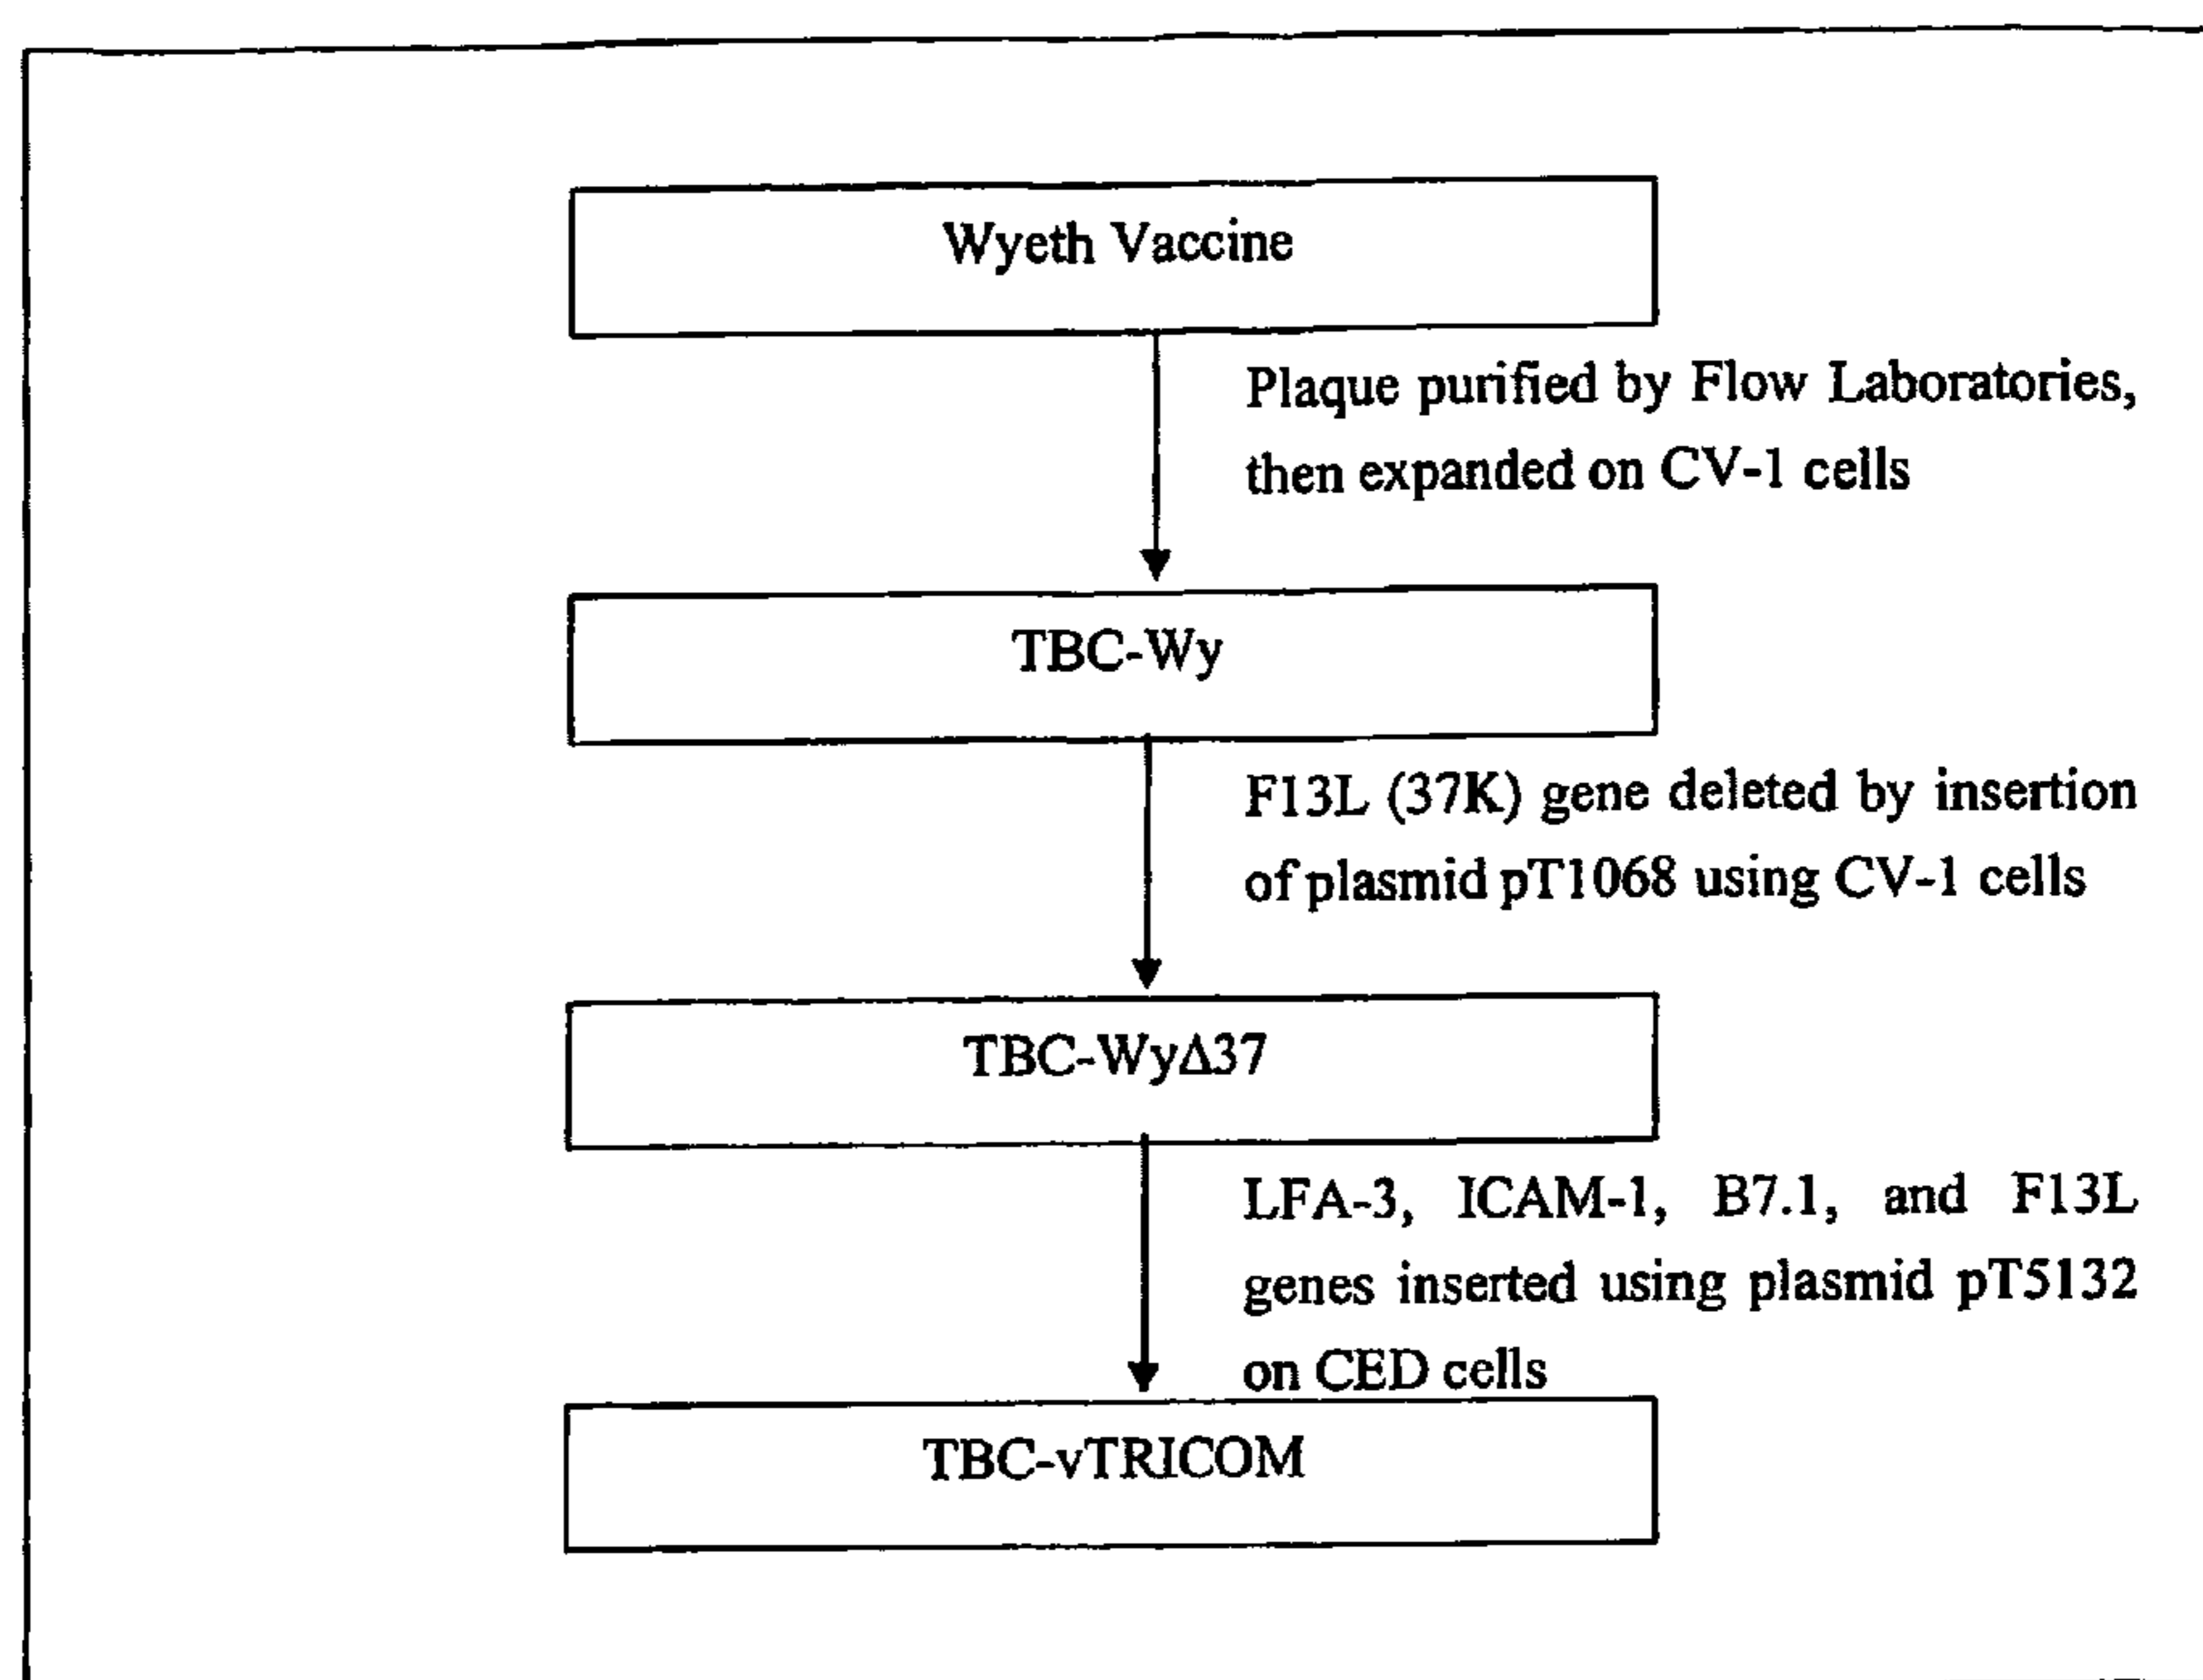 Wyeth Vaccine
Plaque purified by Flow Laboratories,
then expanded on CV-1 cells
TBC-Wy
F13L (37K) gene deleted by insertion
of plasmid pT1068 using CV-1 cells
TBC-WyΔ37
LFA-3, ICAM-1, B7.1, and F13L
genes inserted using plasmid pT5132
on CED cells
TBC-vTRICOM